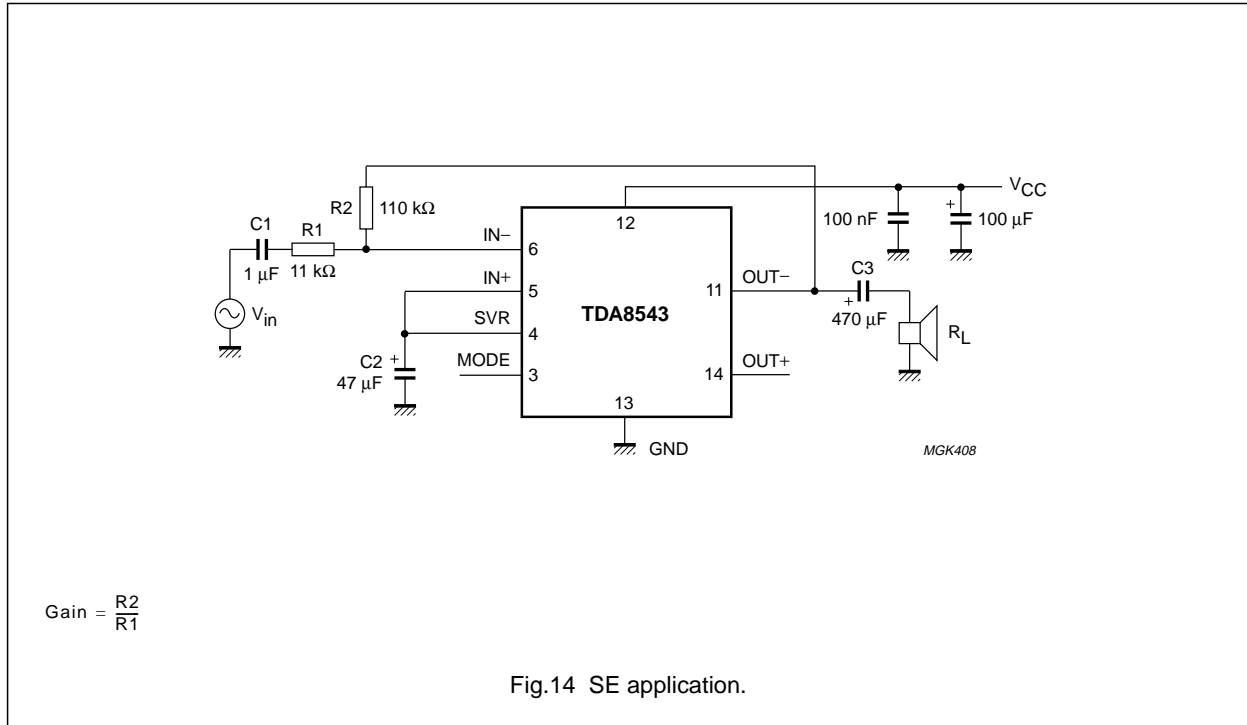 V_CC
R2
110 kΩ
12
100 nF
+
100 μF
C1
R1
IN−
6
1 μF
11 kΩ
C3
IN+
5
OUT−
11
+
470 μF
TDA8543
V_in
SVR
4
R_L
C2
+
MODE
3
14
OUT+
47 μF
13
GND
MGK408
Gain = R2/R1
Fig.14 SE application.